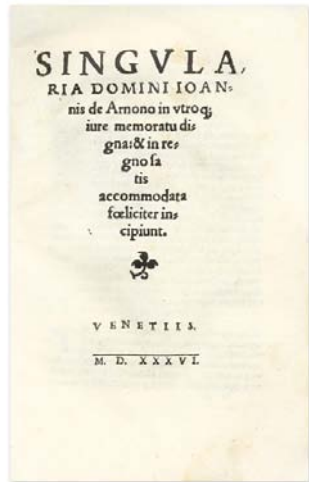 SINGVLA,
RIA DOMINI IOAN-
nis de Arnono in vtroq;
iure memoratu di-
gna: & in re-
gno sa
tis
accommodata
fœliciter in-
cipiunt.
VENETIIS.
M. D. XXXVI.